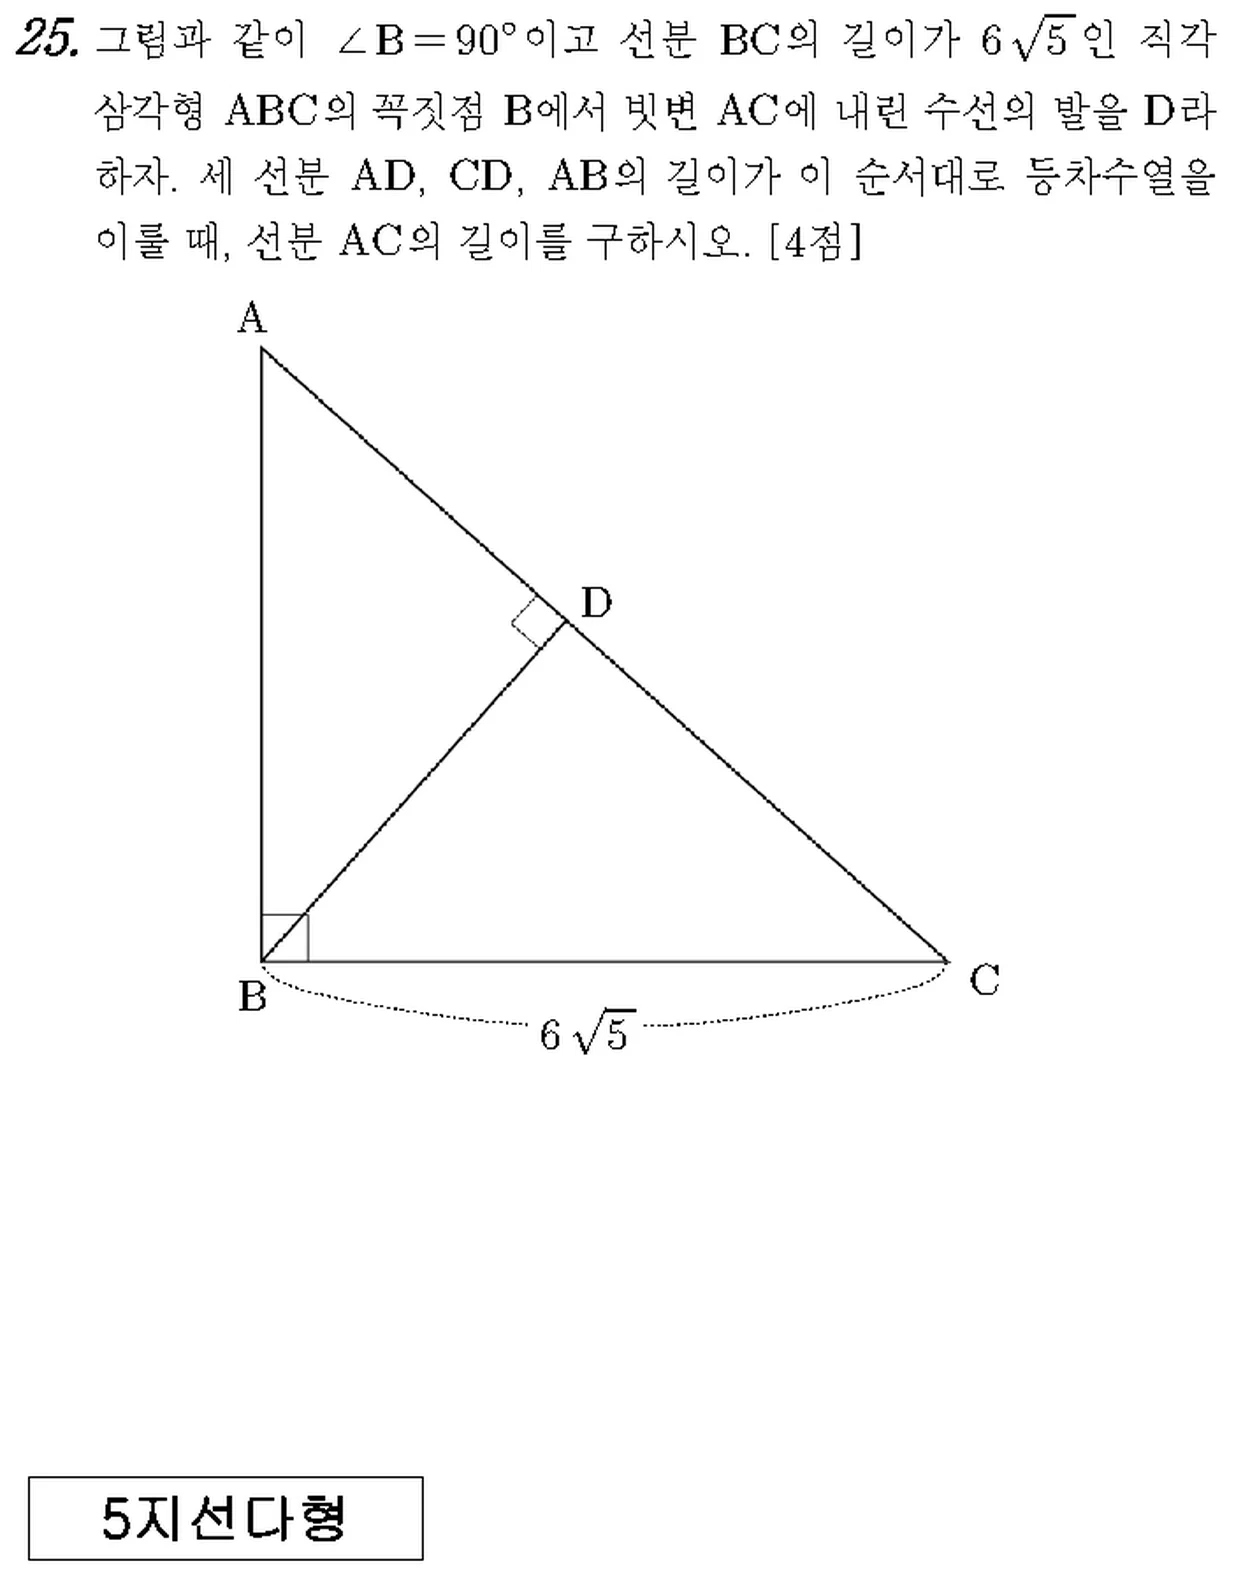 25. 그림과 같이 ∠B=90°이고 선분 BC의 길이가 6√5인 직각
삼각형 ABC의 꼭짓점 B에서 빗변 AC에 내린 수선의 발을 D라
하자. 세 선분 AD, CD, AB의 길이가 이 순서대로 등차수열을
이룰 때, 선분 AC의 길이를 구하시오. [4점]
A
D
B
C
6√5
5지선다형